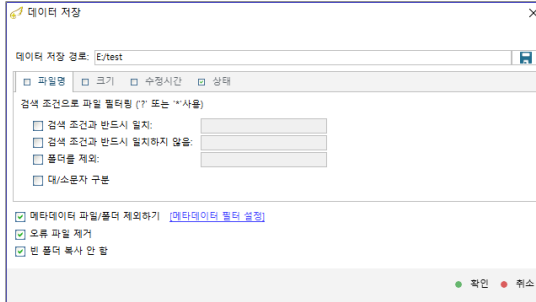 데이터 저장
데이터 저장 경로: E:/test
파일명 크기 수정시간 상태
검색 조건으로 파일 필터링 ('?' 또는 '*'사용)
검색 조건과 반드시 일치:
검색 조건과 반드시 일치하지 않음:
폴더를 제외:
대/소문자 구분
메타데이터 파일/폴더 제외하기 [메타데이터 필터 설정]
오류 파일 제거
빈 폴더 복사 안 함
확인 취소